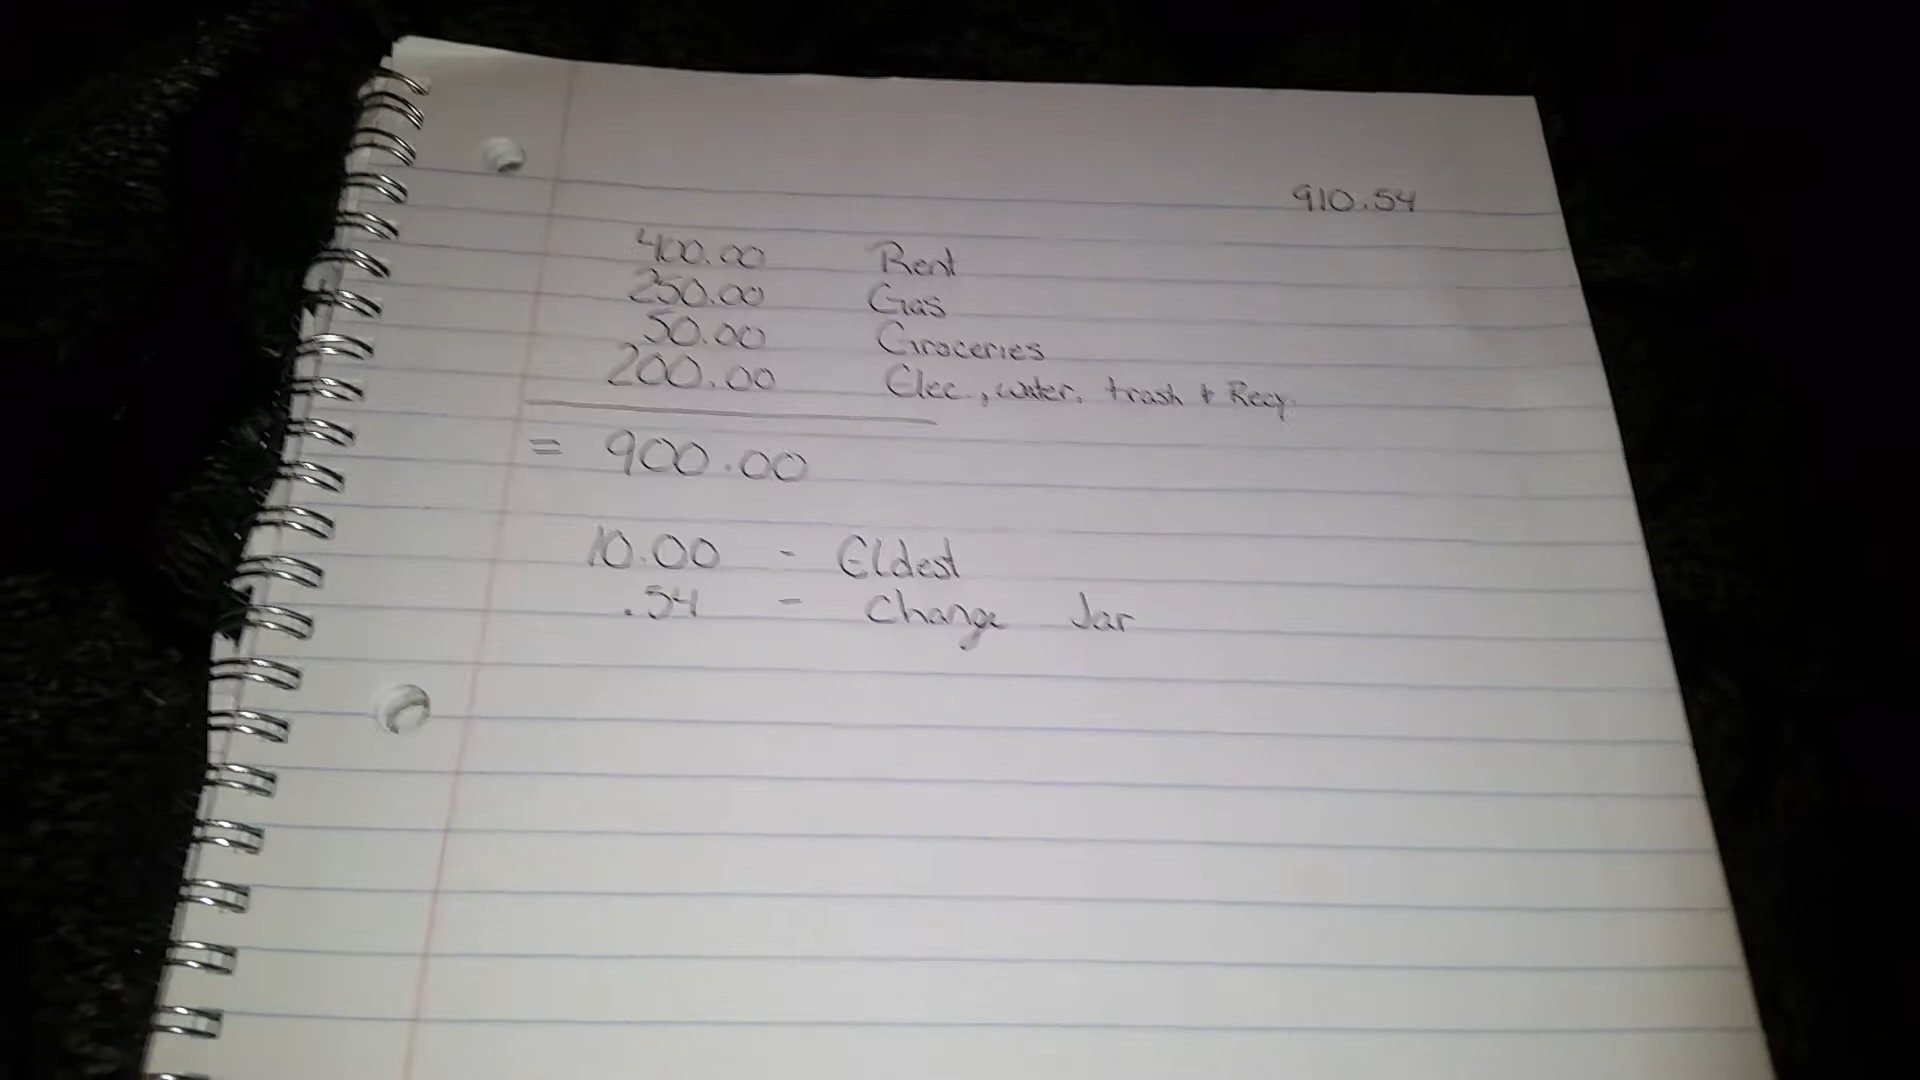 910.54
400.00 Rent
250.00 Gas
50.00 Groceries
200.00 Elec., water, trash + Recy.
= 900.00
10.00 - Eldest
.54 - Change Jar